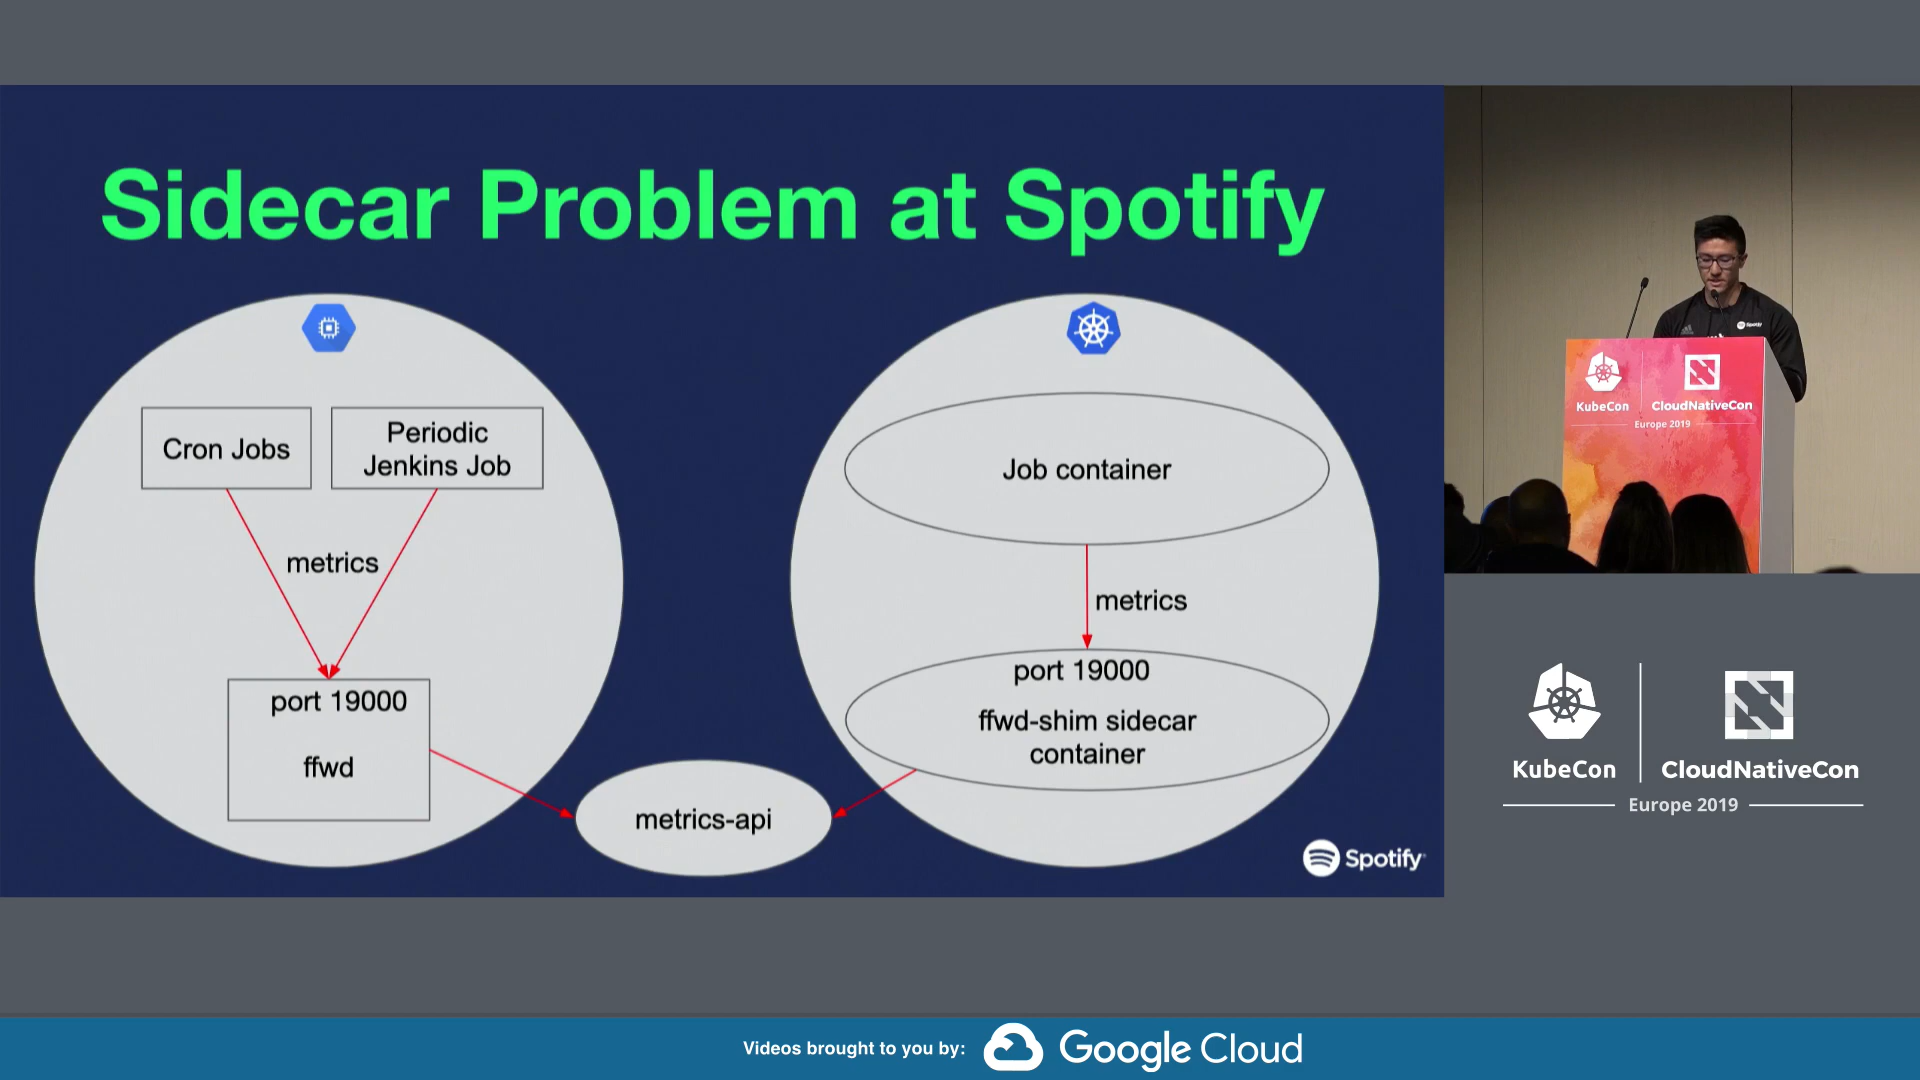 Sidecar Problem at Spotify
Cron Jobs
Periodic
Jenkins Job
metrics
port 19000
ffwd
metrics-api
Job container
metrics
port 19000
ffwd-shim sidecar
container
Spotify
Spotify
KubeCon
CloudNativeCon
Europe 2019
KubeCon
CloudNativeCon
Europe 2019
Videos brought to you by:
Google Cloud